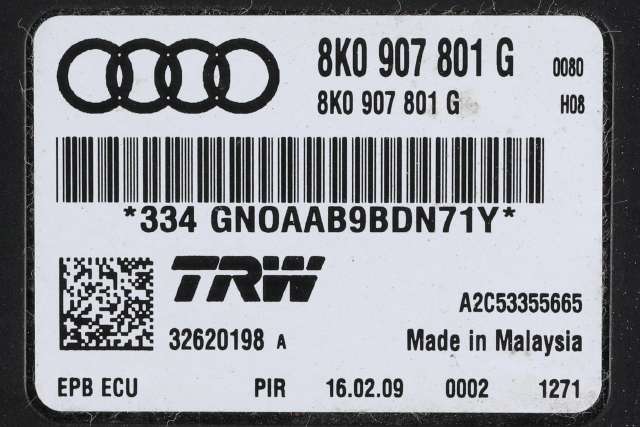 8K0 907 801 G 0080
8K0 907 801 G H08
*334 GN0AAB9BDN71Y*
TRW
A2C53355665
32620198 A Made in Malaysia
EPB ECU PIR 16.02.09 0002 1271